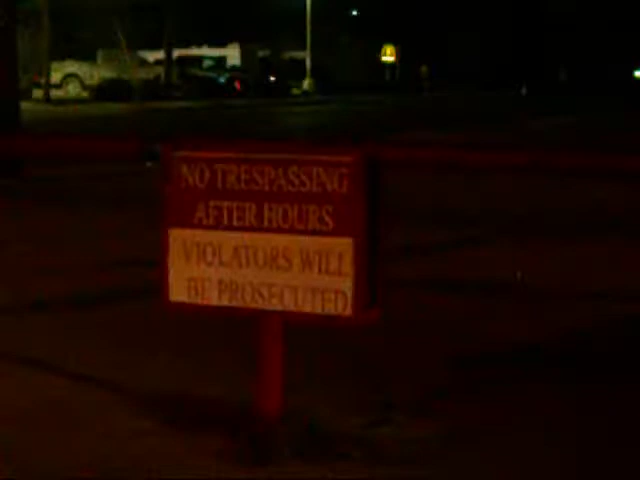 NO TRESPASSING
AFTER HOURS
VIOLATORS WILL
BE PROSECUTED